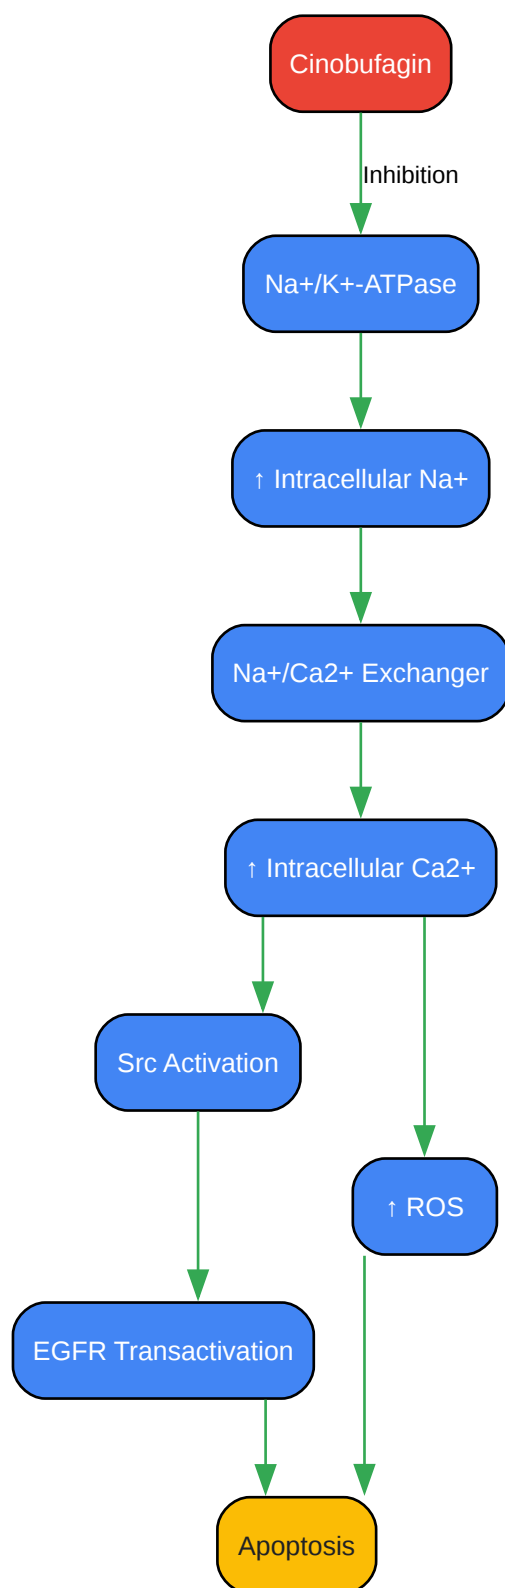 Cinobufagin
Inhibition
Na+/K+-ATPase
↑ Intracellular Na+
Na+/Ca2+ Exchanger
↑ Intracellular Ca2+
Src Activation
↑ ROS
EGFR Transactivation
Apoptosis